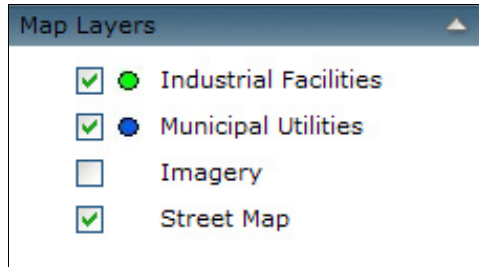 Map Layers
Industrial Facilities
Municipal Utilities
Imagery
Street Map